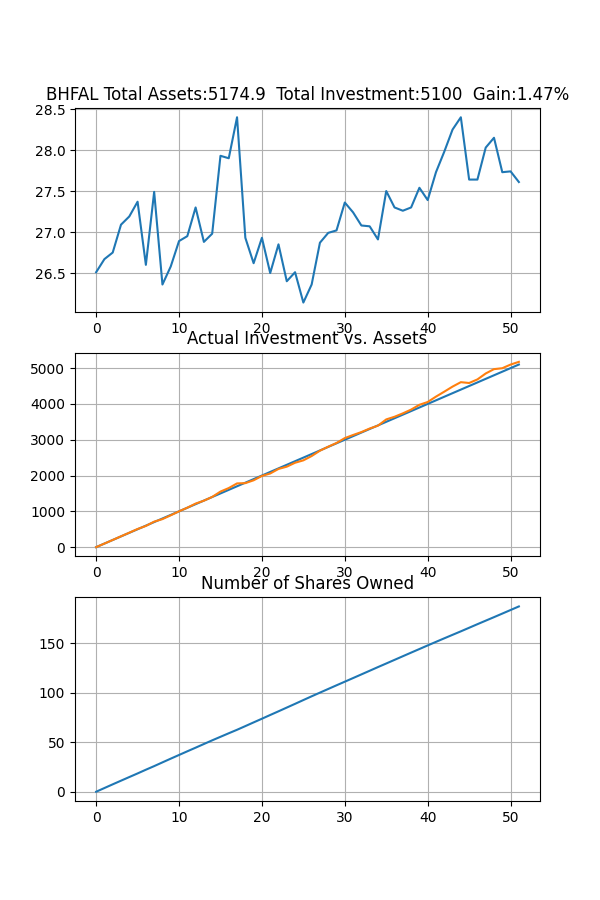 BHFAL Total Assets:5174.9  Total Investment:5100  Gain:1.47%
28.5
28.0
27.5
27.0
26.5
0 10 20 30 40 50
Actual Investment vs. Assets
5000
4000
3000
2000
1000
0
0 10 20 30 40 50
Number of Shares Owned
150
100
50
0
0 10 20 30 40 50